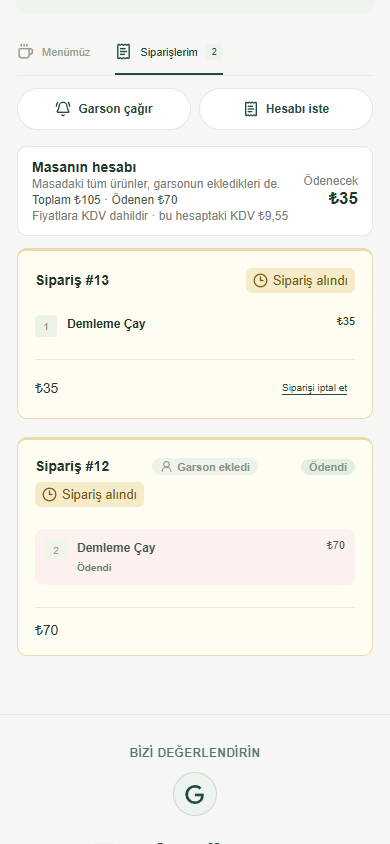 Menümüz
Siparişlerim 2
Garson çağır
Hesabı iste
Masanın hesabı
Masadaki tüm ürünler, garsonun ekledikleri de.
Toplam ₺105 · Ödenen ₺70
Fiyatlara KDV dahildir · bu hesaptaki KDV ₺9,55
Ödenecek
₺35
Sipariş #13
Sipariş alındı
1 Demleme Çay ₺35
₺35 Siparişi iptal et
Sipariş #12 Garson ekledi Ödendi
Sipariş alındı
2 Demleme Çay ₺70
Ödendi
₺70
BİZİ DEĞERLENDİRİN
G